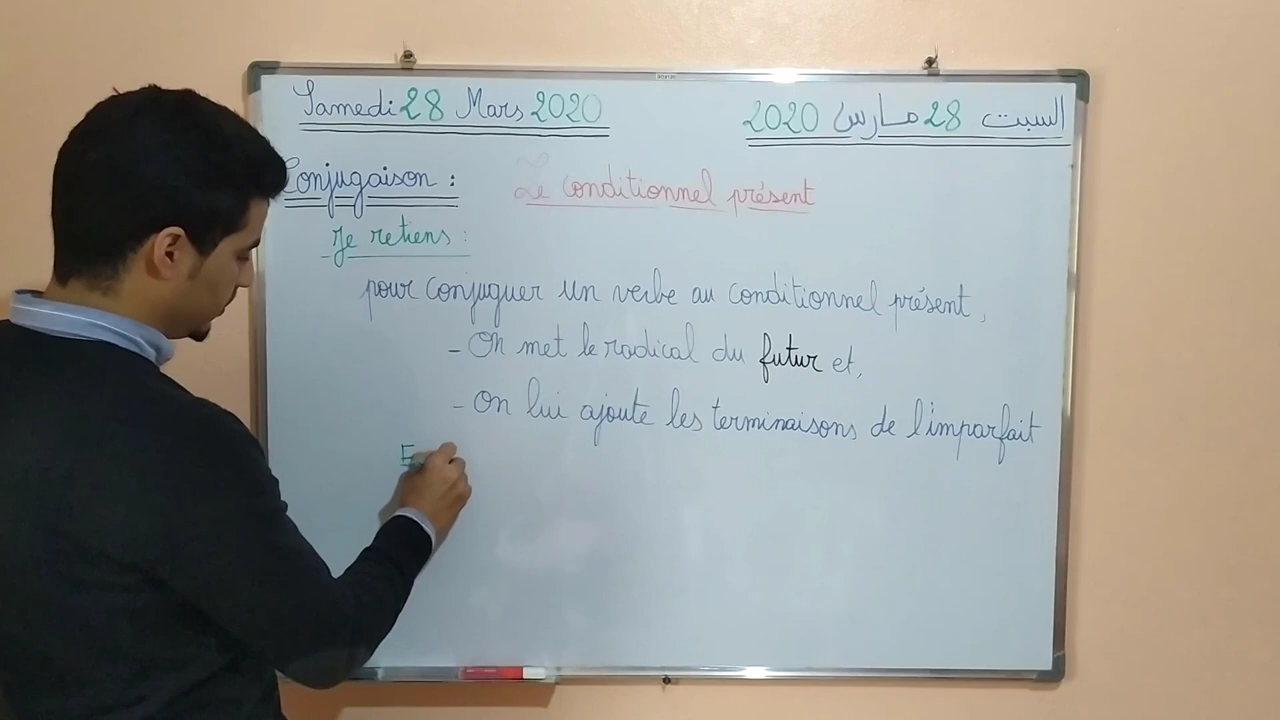 Samedi 28 Mars 2020
السبت 28 مارس 2020
Conjugaison : Le conditionnel présent
Je retiens :
pour conjuguer un verbe au conditionnel présent,
- On met le radical du futur et,
- On lui ajoute les terminaisons de l'imparfait
E